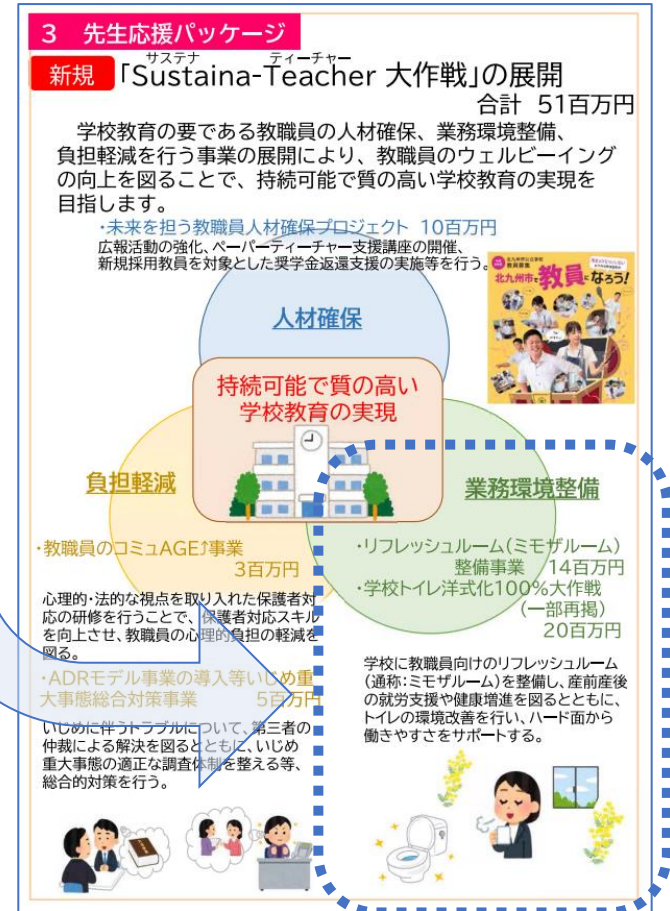 3 先生応援パッケージ
サステナ ティーチャー
新規 「Sustaina-Teacher 大作戦」の展開
合計 51百万円
学校教育の要である教職員の人材確保、業務環境整備、
負担軽減を行う事業の展開により、教職員のウェルビーイング
の向上を図ることで、持続可能で質の高い学校教育の実現を
目指します。
・未来を担う教職員人材確保プロジェクト 10百万円
広報活動の強化、ペーパーティーチャー支援講座の開催、
新規採用教員を対象とした奨学金返還支援の実施等を行う。
北九州市で教員になろう!
人材確保
持続可能で質の高い
学校教育の実現
負担軽減
・教職員のコミュAGE⤴事業
3百万円
心理的・法的な視点を取り入れた保護者対
応の研修を行うことで、保護者対応スキル
を向上させ、教職員の心理的負担の軽減を
図る。
・ADRモデル事業の導入等いじめ重
大事態総合対策事業 5百万円
いじめに伴うトラブルについて、第三者の
仲裁による解決を図るとともに、いじめ
重大事態の適正な調査体制を整える等、
総合的対策を行う。
業務環境整備
・リフレッシュルーム(ミモザルーム)
整備事業 14百万円
・学校トイレ洋式化100%大作戦
(一部再掲)
20百万円
学校に教職員向けのリフレッシュルーム
(通称:ミモザルーム)を整備し、産前産後
の就労支援や健康増進を図るとともに、
トイレの環境改善を行い、ハード面から
働きやすさをサポートする。